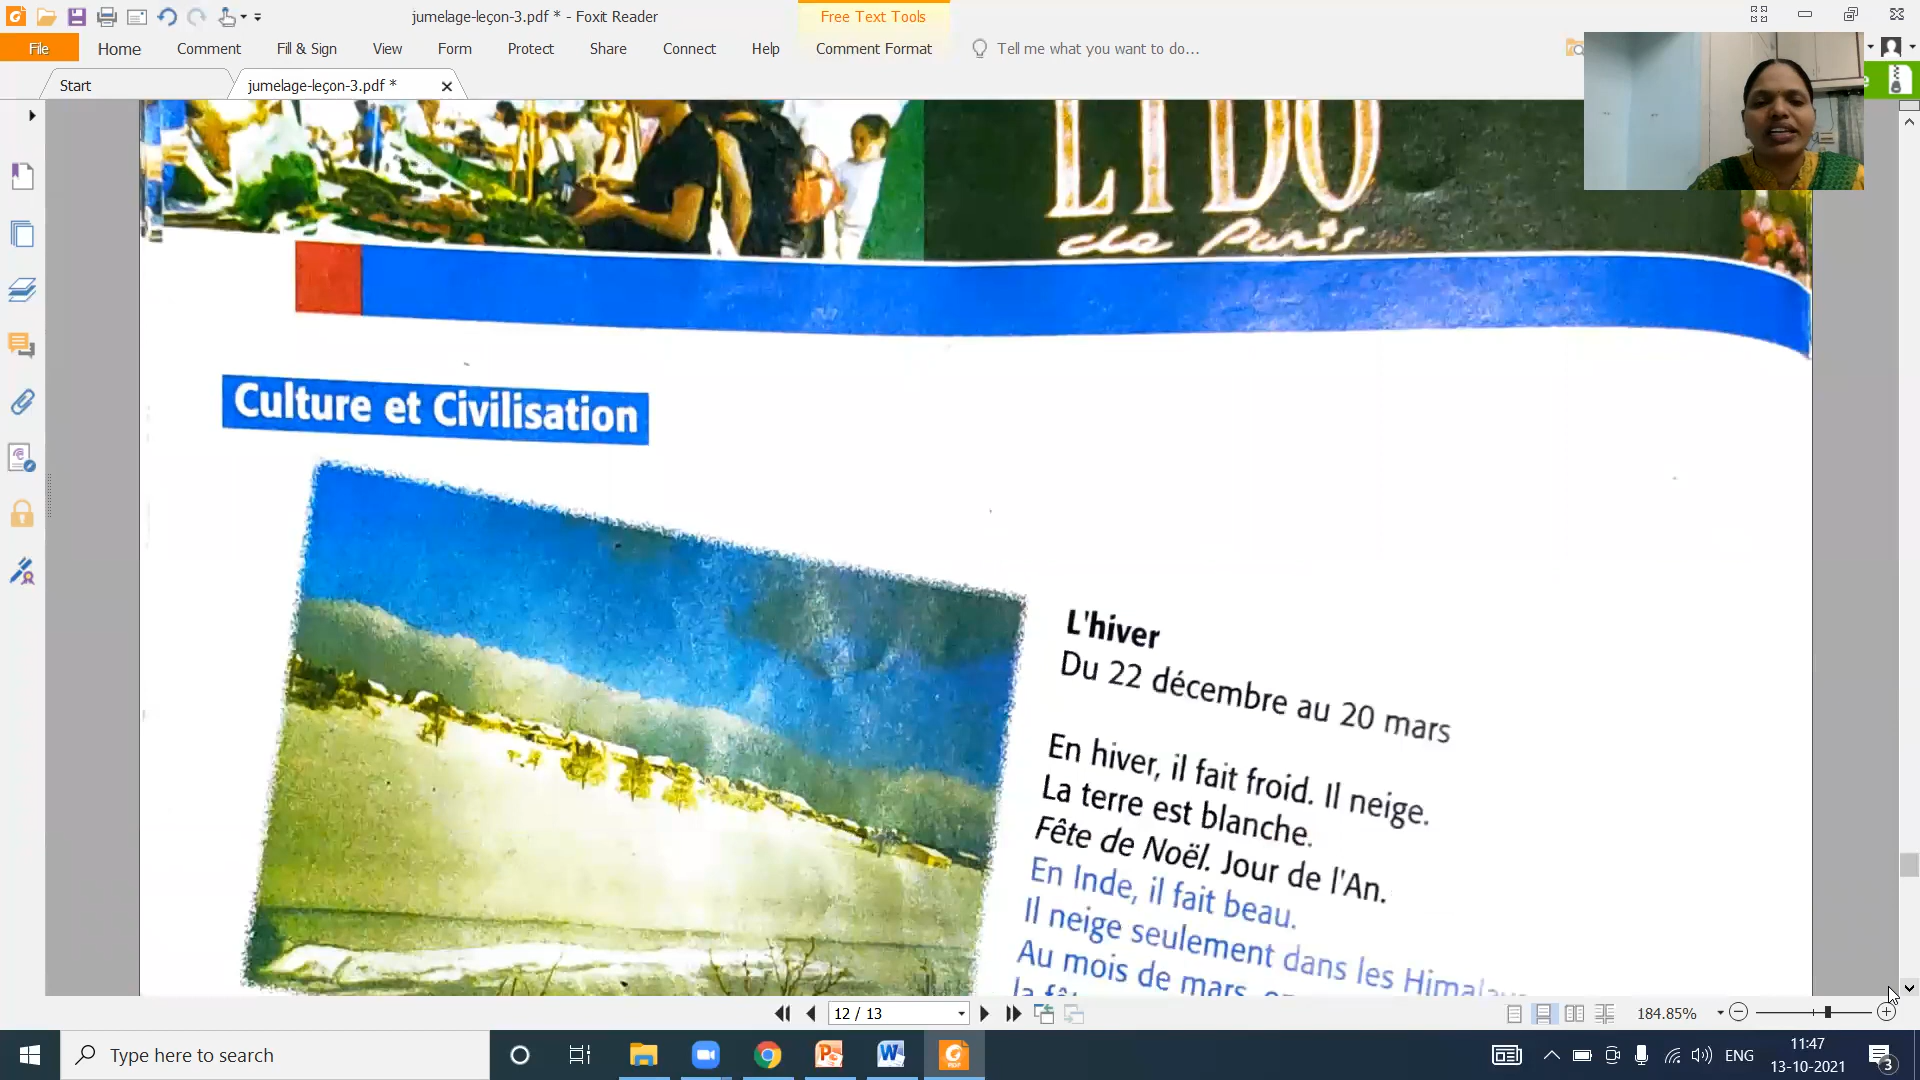 jumelage-leçon-3.pdf * - Foxit Reader
Free Text Tools
File
Home
Comment
Fill & Sign
View
Form
Protect
Share
Connect
Help
Comment Format
Tell me what you want to do...
Start
jumelage-leçon-3.pdf *
LIDO
de Paris
Culture et Civilisation
L'hiver
Du 22 décembre au 20 mars
En hiver, il fait froid. Il neige.
La terre est blanche.
Fête de Noël. Jour de l'An.
En Inde, il fait beau.
Il neige seulement dans les
Au mois de mars,
12 / 13
184.85%
Type here to search
ENG
11:47
13-10-2021
3